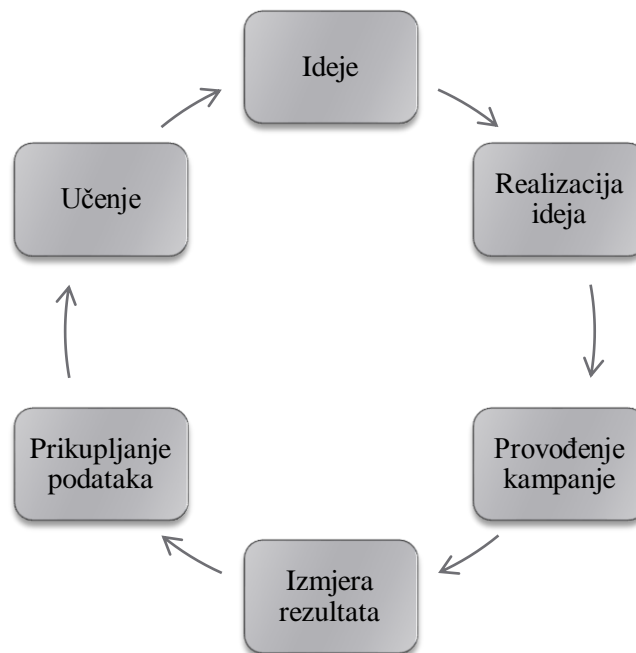 Ideje
Realizacija
ideja
Provođenje
kampanje
Izmjera
rezultata
Prikupljanje
podataka
Učenje